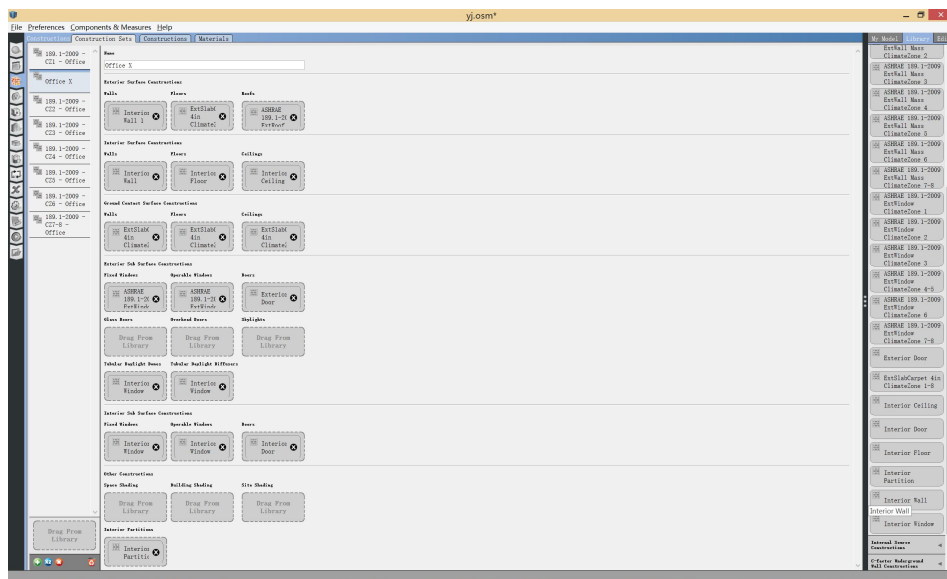 yj.osm*
File Preferences Components & Measures Help
Constructions Construction Sets Constructions Materials
My Model Library Edi
189.1-2009 -
CZ1 - Office
Office X
189.1-2009 -
CZ2 - Office
189.1-2009 -
CZ3 - Office
189.1-2009 -
CZ4 - Office
189.1-2009 -
CZ5 - Office
189.1-2009 -
CZ6 - Office
189.1-2009 -
CZ7-8 -
Office
Drag From
Library
Name
Office X
Exterior Surface Constructions
Walls Floors Roofs
Interior
Wall 1
ExtSlabC
4in
ClimateZ
ASHRAE
189.1-20
ExtRoof
Interior Surface Constructions
Walls Floors Ceilings
Interior
Wall
Interior
Floor
Interior
Ceiling
Ground Contact Surface Constructions
Walls Floors Ceilings
ExtSlabC
4in
ClimateZ
ExtSlabC
4in
ClimateZ
ExtSlabC
4in
ClimateZ
Exterior Sub Surface Constructions
Fixed Windows Operable Windows Doors
ASHRAE
189.1-20
ExtWindo
ASHRAE
189.1-20
ExtWindo
Exterior
Door
Glass Doors Overhead Doors Skylights
Drag From
Library
Drag From
Library
Drag From
Library
Tubular Daylight Domes Tubular Daylight Diffusers
Interior
Window
Interior
Window
Interior Sub Surface Constructions
Fixed Windows Operable Windows Doors
Interior
Window
Interior
Window
Interior
Door
Other Constructions
Space Shading Building Shading Site Shading
Drag From
Library
Drag From
Library
Drag From
Library
Interior Partitions
Interior
Partitic
ExtWall Mass
ClimateZone 2
ASHRAE 189.1-2009
ExtWall Mass
ClimateZone 3
ASHRAE 189.1-2009
ExtWall Mass
ClimateZone 4
ASHRAE 189.1-2009
ExtWall Mass
ClimateZone 5
ASHRAE 189.1-2009
ExtWall Mass
ClimateZone 6
ASHRAE 189.1-2009
ExtWall Mass
ClimateZone 7-8
ASHRAE 189.1-2009
ExtWindow
ClimateZone 1
ASHRAE 189.1-2009
ExtWindow
ClimateZone 2
ASHRAE 189.1-2009
ExtWindow
ClimateZone 3
ASHRAE 189.1-2009
ExtWindow
ClimateZone 4-5
ASHRAE 189.1-2009
ExtWindow
ClimateZone 6
ASHRAE 189.1-2009
ExtWindow
ClimateZone 7-8
Exterior Door
ExtSlabCarpet 4in
ClimateZone 1-8
Interior Ceiling
Interior Door
Interior Floor
Interior
Partition
Interior Wall
Interior Wall
Interior Window
Internal Source
Constructions
C-factor Underground
Wall Constructions